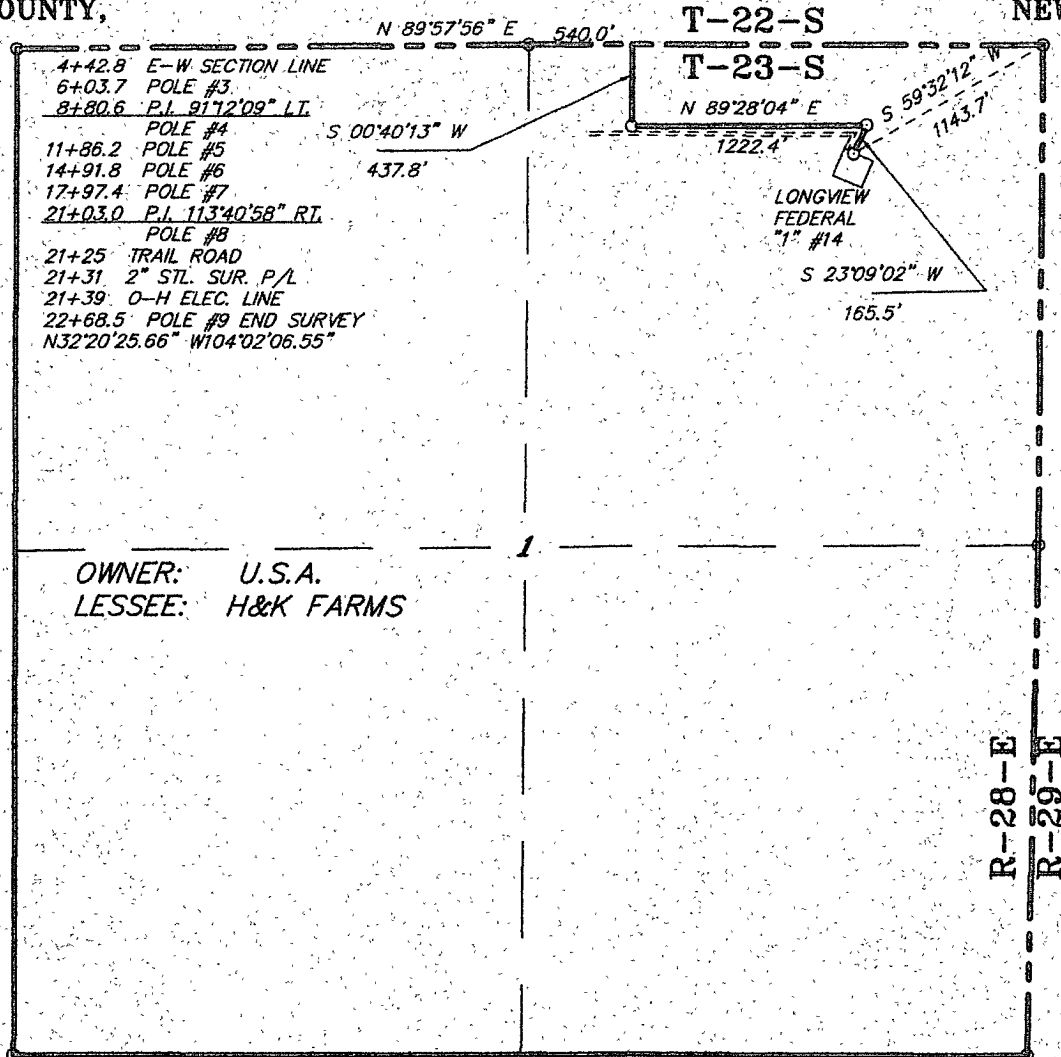 OUNTY,
NEW
N 89°57'56" E
540.0'
T-22-S
T-23-S
4+42.8 E-W SECTION LINE
6+03.7 POLE #3
8+80.6 P.I. 91°12'09" LT.
POLE #4
11+86.2 POLE #5
14+91.8 POLE #6
17+97.4 POLE #7
21+03.0 P.I. 113°40'58" RT.
POLE #8
21+25 TRAIL ROAD
21+31 2" STL. SUR. P/L
21+39 O-H ELEC. LINE
22+68.5 POLE #9 END SURVEY
N32°20'25.66" W104°02'06.55"
S 00°40'13" W
437.8'
N 89°28'04" E
1222.4'
S 59°32'12" W
1143.7'
LONGVIEW
FEDERAL
"1" #14
S 23°09'02" W
165.5'
1
OWNER: U.S.A.
LESSEE: H&K FARMS
R-28-E
R-29-E